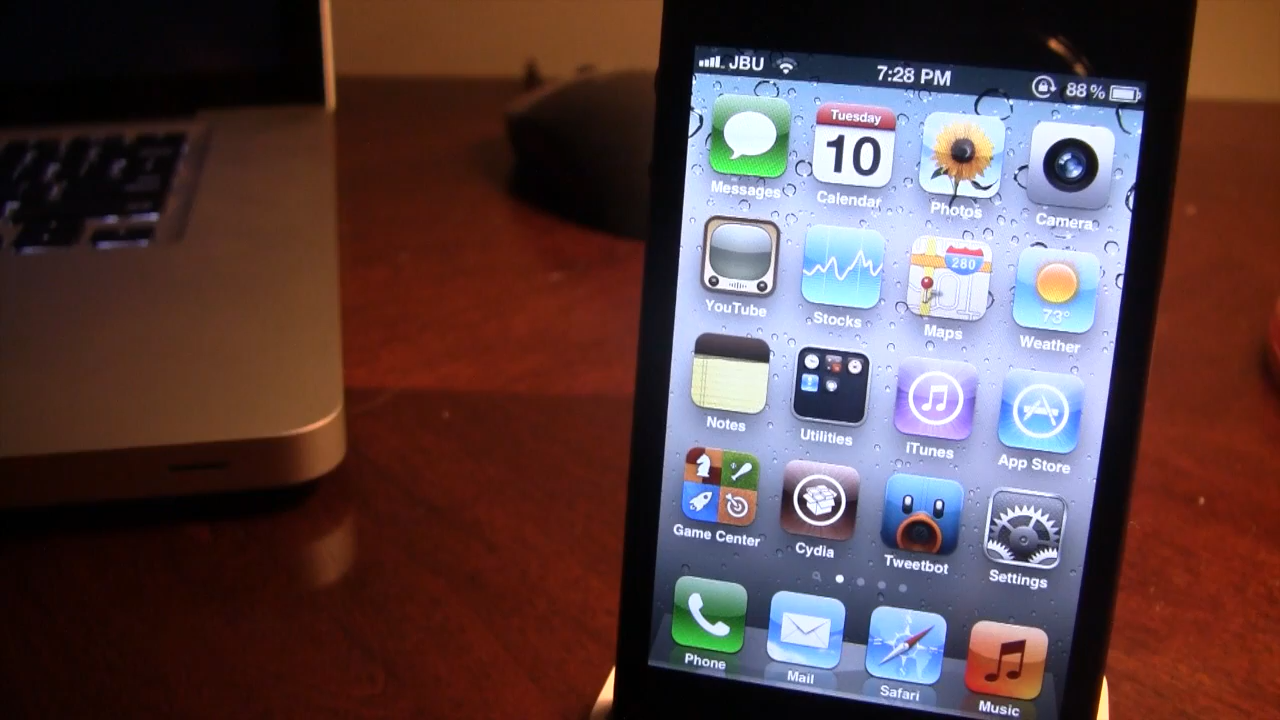 JBU 7:28 PM 88 %
Tuesday
10
Messages Calendar Photos Camera
280
73°
YouTube Stocks Maps Weather
Notes Utilities iTunes App Store
Game Center Cydia Tweetbot Settings
Phone Mail Safari Music